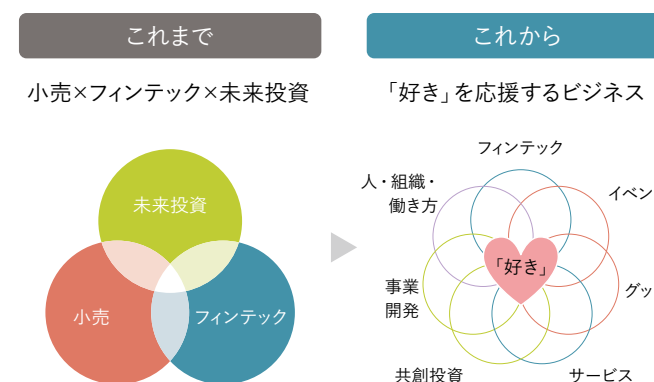 これまで
小売×フィンテック×未来投資
未来投資
小売
フィンテック
これから
「好き」を応援するビジネス
フィンテック
人・組織・
働き方
イベン
「好き」
事業
開発
グッ
共創投資
サービス